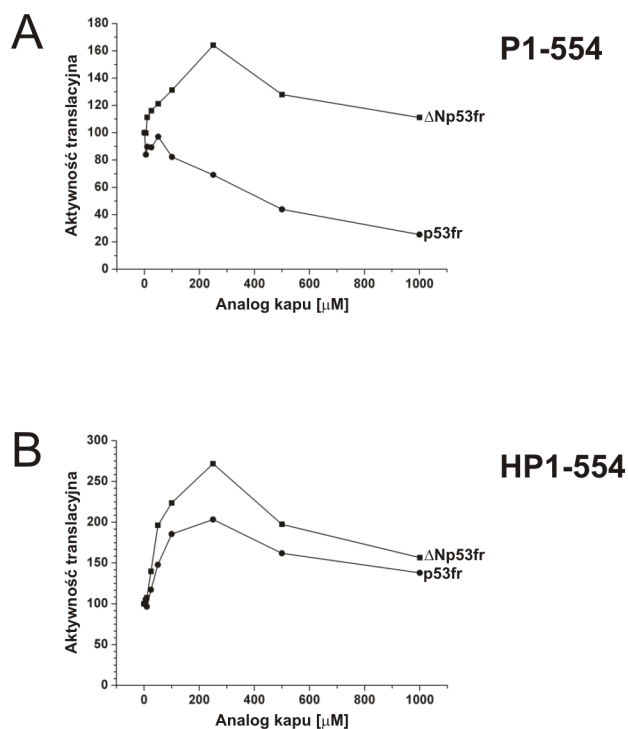 A
P1-554
Aktywność translacyjna
180
160
140
120
100
80
60
40
20
ΔNp53fr
p53fr
0 200 400 600 800 1000
Analog kapu [μM]
B
HP1-554
Aktywność translacyjna
300
250
200
150
100
50
0
ΔNp53fr
p53fr
0 200 400 600 800 1000
Analog kapu [μM]